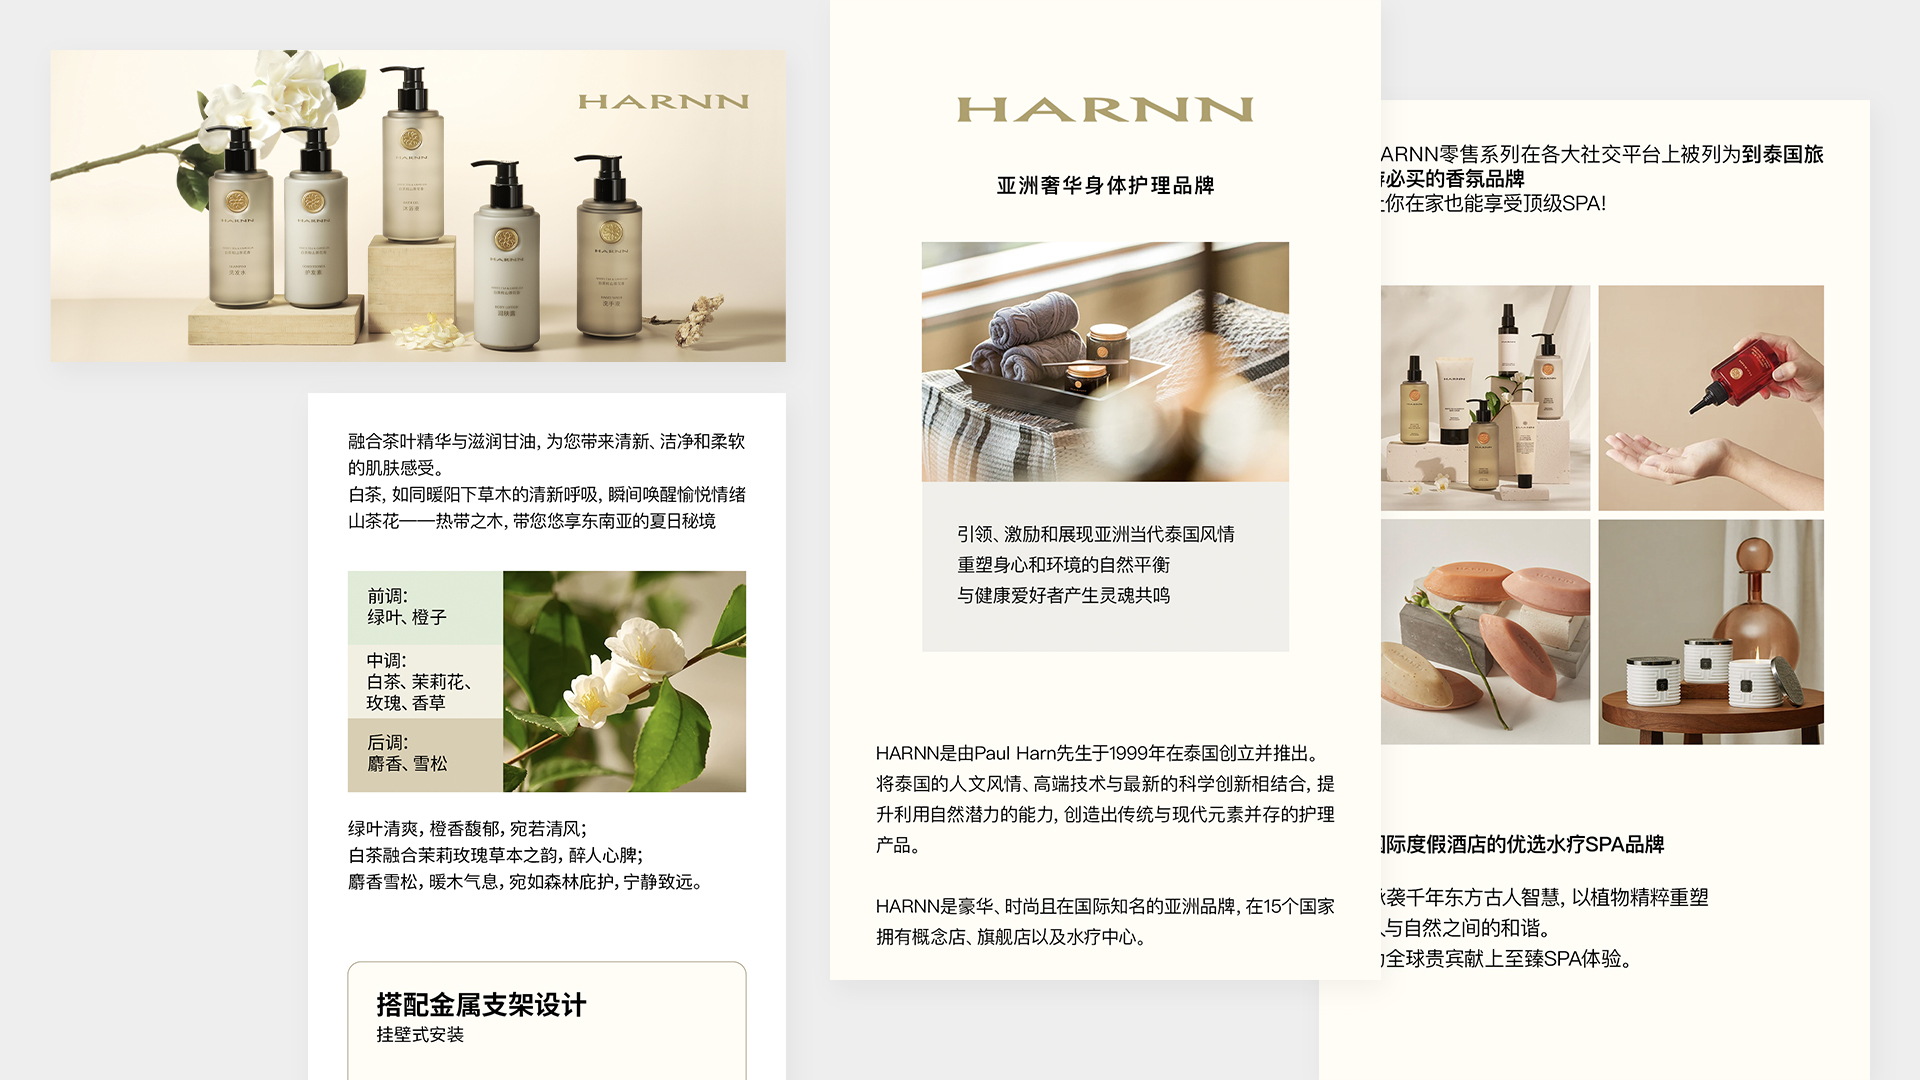 HARNN
HARNN
HARNN
HARNN
HARNN
HARNN
融合茶叶精华与滋润甘油, 为您带来清新、洁净和柔软
的肌肤感受。
白茶, 如同暖阳下草木的清新呼吸, 瞬间唤醒愉悦情绪
山茶花——热带之木, 带您悠享东南亚的夏日秘境
前调:
绿叶、橙子
中调:
白茶、茉莉花、
玫瑰、香草
后调:
麝香、雪松
绿叶清爽, 橙香馥郁, 宛若清风;
白茶融合茉莉玫瑰草本之韵, 醉人心脾;
麝香雪松, 暖木气息, 宛如森林庇护, 宁静致远。
搭配金属支架设计
挂壁式安装
HARNN
亚洲奢华身体护理品牌
引领、激励和展现亚洲当代泰国风情
重塑身心和环境的自然平衡
与健康爱好者产生灵魂共鸣
HARNN是由Paul Harn先生于1999年在泰国创立并推出。
将泰国的人文风情、高端技术与最新的科学创新相结合, 提
升利用自然潜力的能力, 创造出传统与现代元素并存的护理
产品。
HARNN是豪华、时尚且在国际知名的亚洲品牌, 在15个国家
拥有概念店、旗舰店以及水疗中心。
ARNN零售系列在各大社交平台上被列为到泰国旅
必买的香氛品牌
你在家也能享受顶级SPA!
际度假酒店的优选水疗SPA品牌
袭千年东方古人智慧, 以植物精粹重塑
与自然之间的和谐。
全球贵宾献上至臻SPA体验。